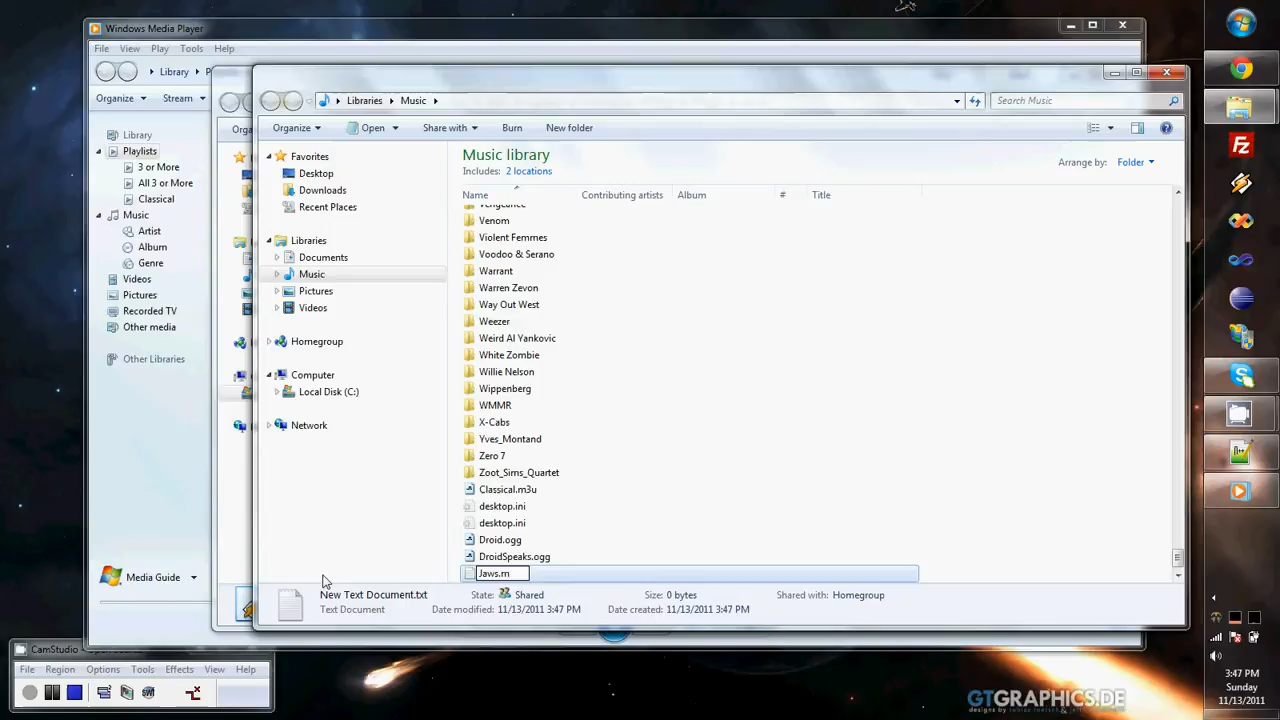 Windows Media Player
File View Play Tools Help
Library P
Organize Stream
Library
Playlists
3 or More
All 3 or More
Classical
Music
Artist
Album
Genre
Videos
Pictures
Recorded TV
Other media
Other Libraries
Media Guide
Orga
Libraries Music
Search Music
Organize Open Share with Burn New folder
Favorites
Desktop
Downloads
Recent Places
Libraries
Documents
Music
Pictures
Videos
Homegroup
Computer
Local Disk (C:)
Network
Music library
Includes: 2 locations
Arrange by: Folder
Name Contributing artists Album # Title
Vengeance
Venom
Violent Femmes
Voodoo & Serano
Warrant
Warren Zevon
Way Out West
Weezer
Weird Al Yankovic
White Zombie
Willie Nelson
Wippenberg
WMMR
X-Cabs
Yves_Montand
Zero 7
Zoot_Sims_Quartet
Classical.m3u
desktop.ini
desktop.ini
Droid.ogg
DroidSpeaks.ogg
Jaws.m
New Text Document.txt State: Shared Size: 0 bytes Shared with: Homegroup
Text Document Date modified: 11/13/2011 3:47 PM Date created: 11/13/2011 3:47 PM
CamStudio
File Region Options Tools Effects View Help
GTGRAPHICS.DE
Fz
3:47 PM
Sunday
11/13/2011